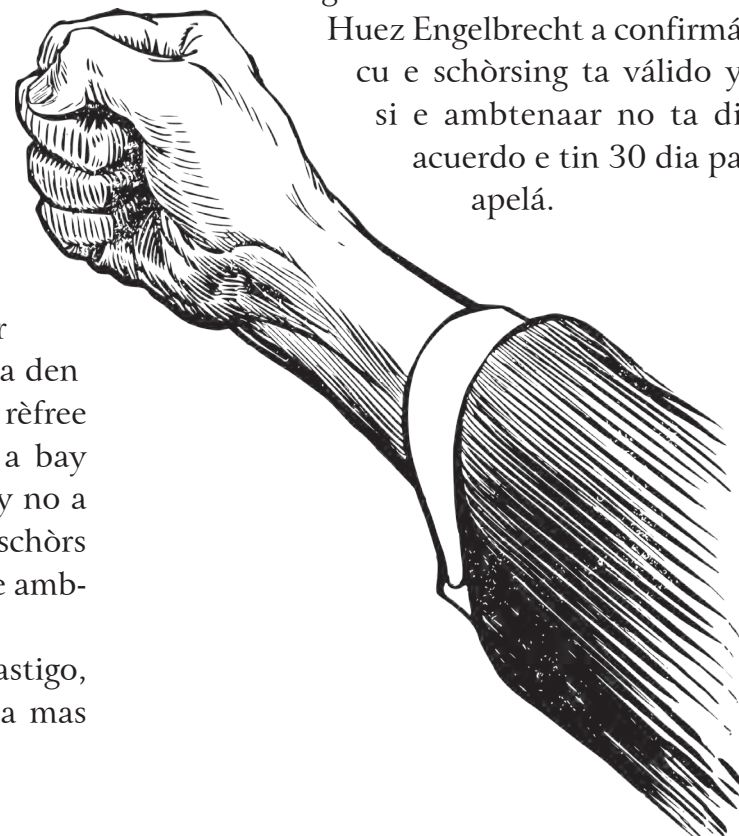 Huez Engelbrecht a confirmá
cu e schòrsing ta válido y
si e ambtenaar no ta di
acuerdo e tin 30 dia pa
apelá.
r
a den
rèfree
a bay
y no a
schòrs
e amb-
astigo,
a mas